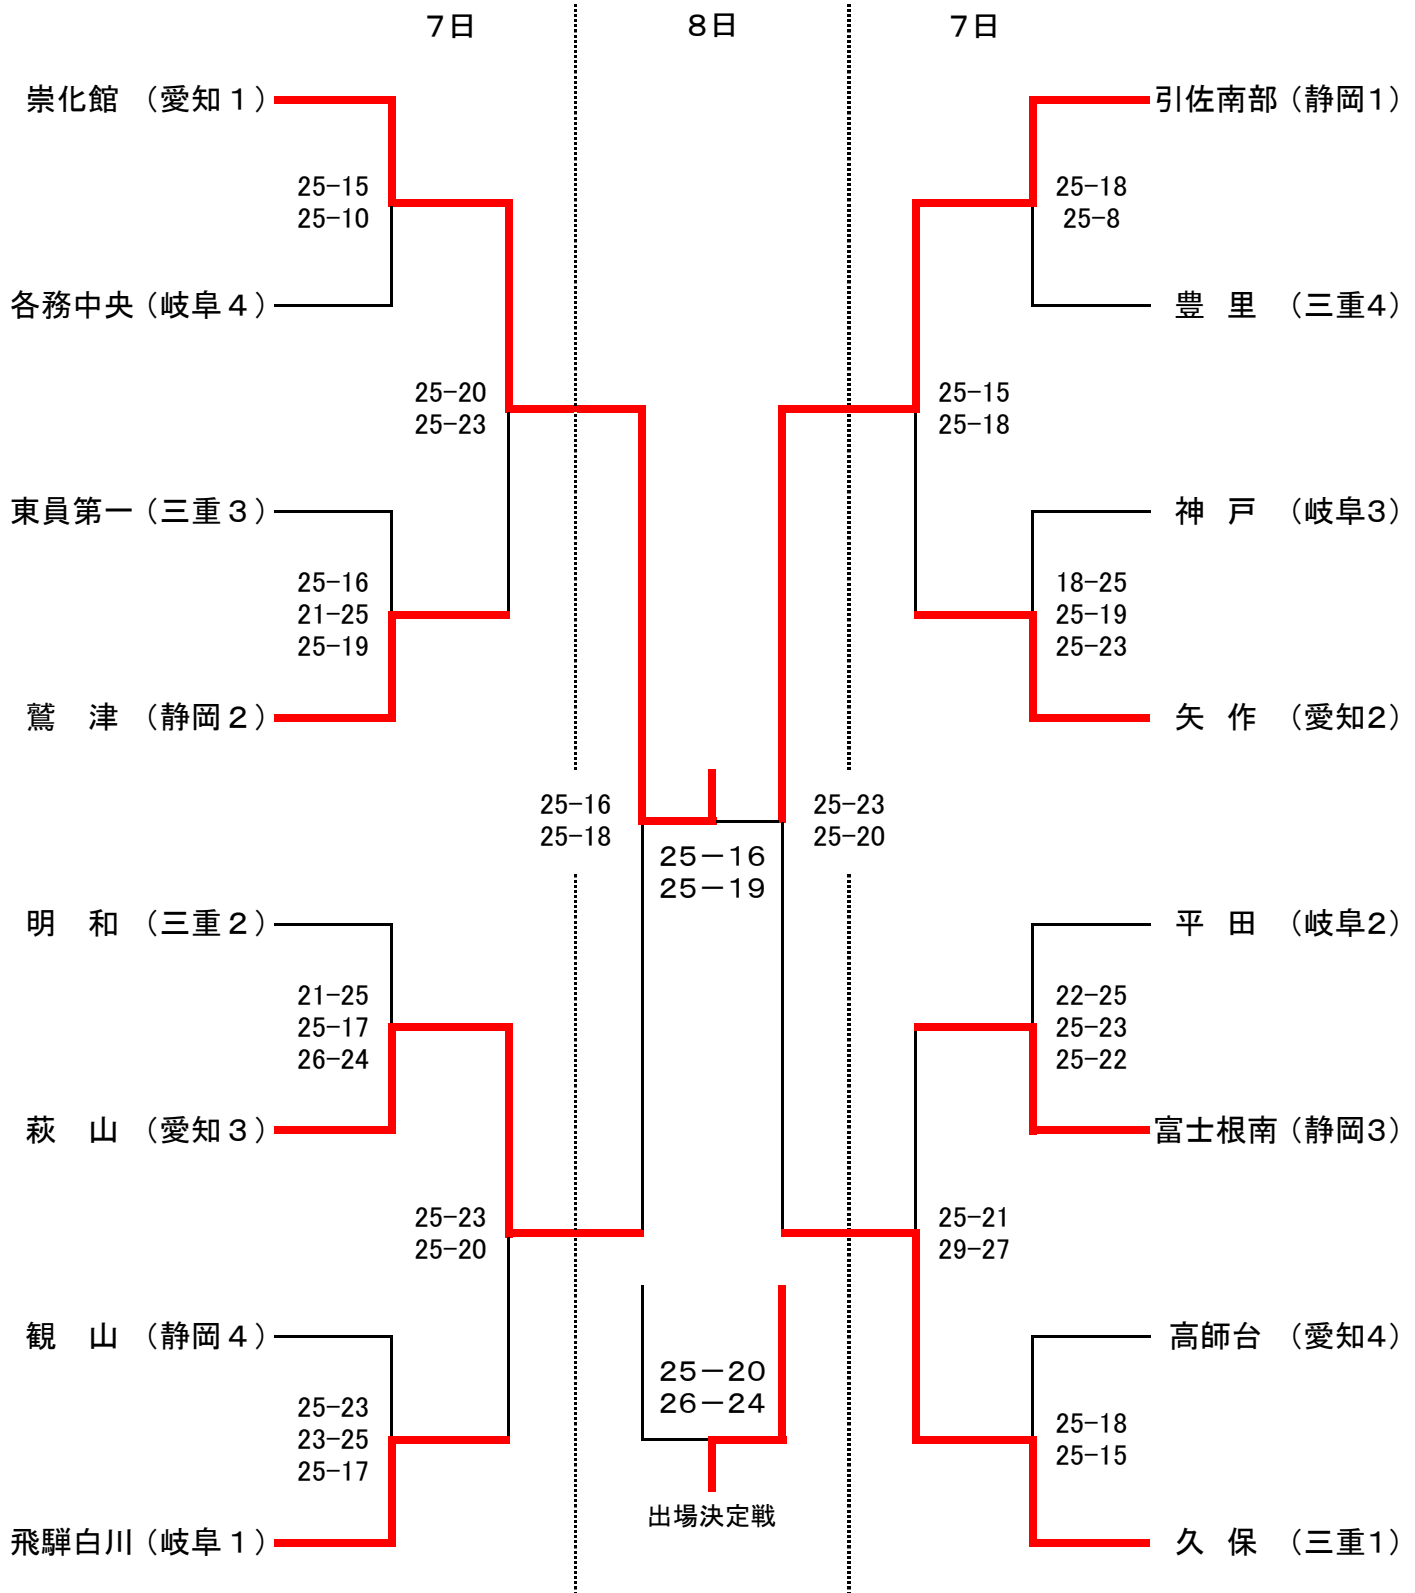 7日 8日 7日
崇化館 （愛知１）
引佐南部（静岡1）
25-15
25-10
25-18
25-8
各務中央（岐阜４）
豊 里 （三重4）
25-20
25-23
25-15
25-18
東員第一（三重３）
神 戸 （岐阜3）
25-16
21-25
25-19
18-25
25-19
25-23
鷲 津 （静岡２）
矢 作 （愛知2）
25-16
25-18
25-23
25-20
25－16
25－19
明 和 （三重２）
平 田 （岐阜2）
21-25
25-17
26-24
22-25
25-23
25-22
萩 山 （愛知３）
富士根南（静岡3）
25-23
25-20
25-21
29-27
観 山 （静岡４）
高師台 （愛知4）
25－20
26－24
25-23
23-25
25-17
25-18
25-15
出場決定戦
飛騨白川（岐阜１）
久 保 （三重1）